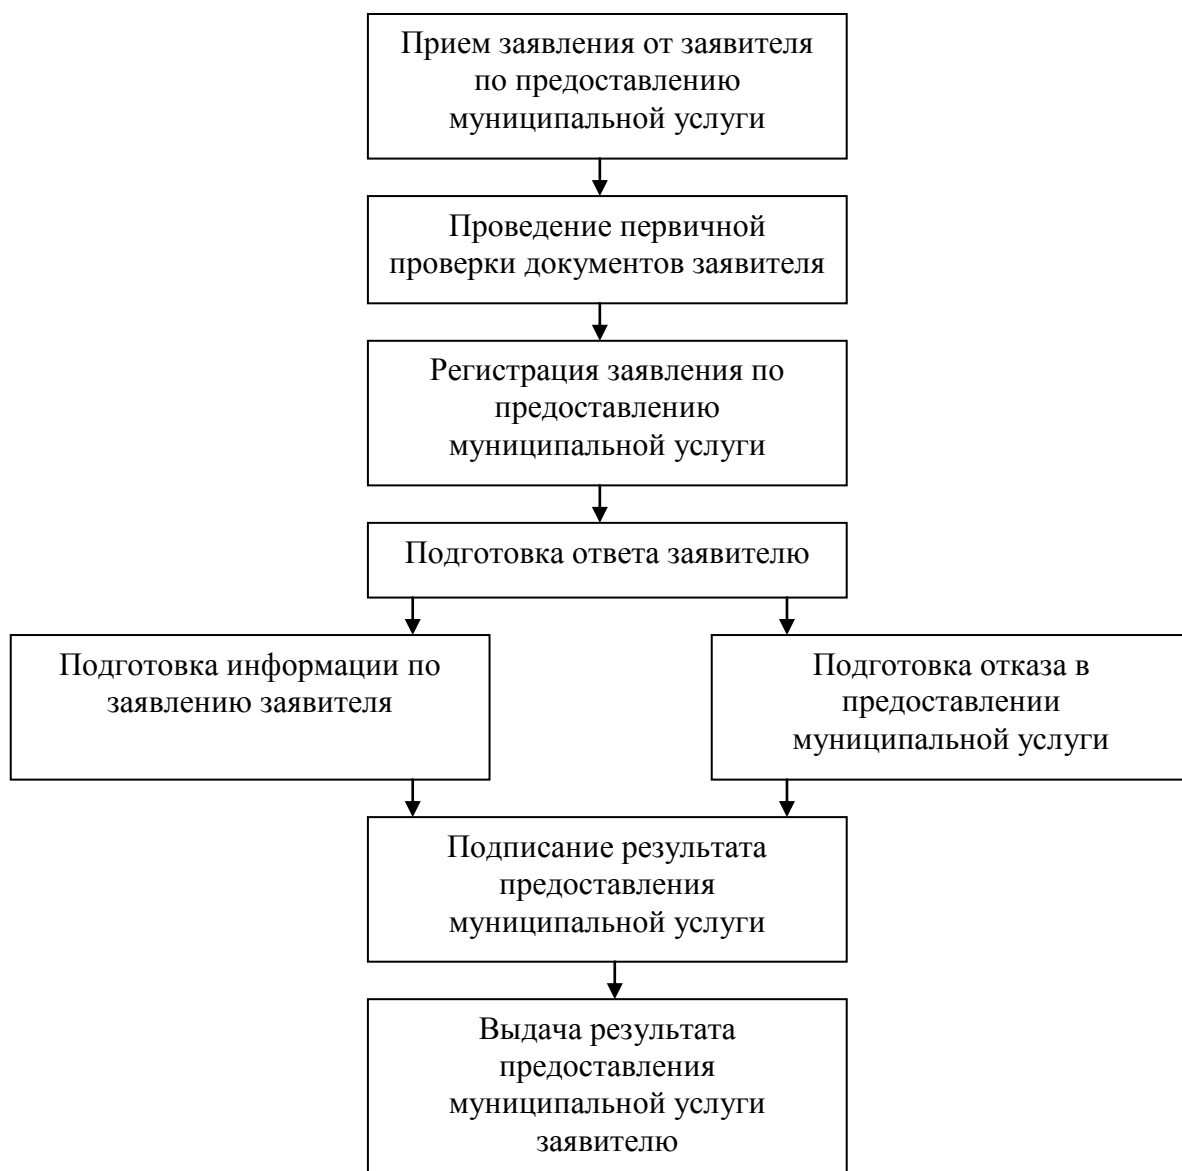 Прием заявления от заявителя
по предоставлению
муниципальной услуги
Проведение первичной
проверки документов заявителя
Регистрация заявления по
предоставлению
муниципальной услуги
Подготовка ответа заявителю
Подготовка информации по
заявлению заявителя
Подготовка отказа в
предоставлении
муниципальной услуги
Подписание результата
предоставления
муниципальной услуги
Выдача результата
предоставления
муниципальной услуги
заявителю